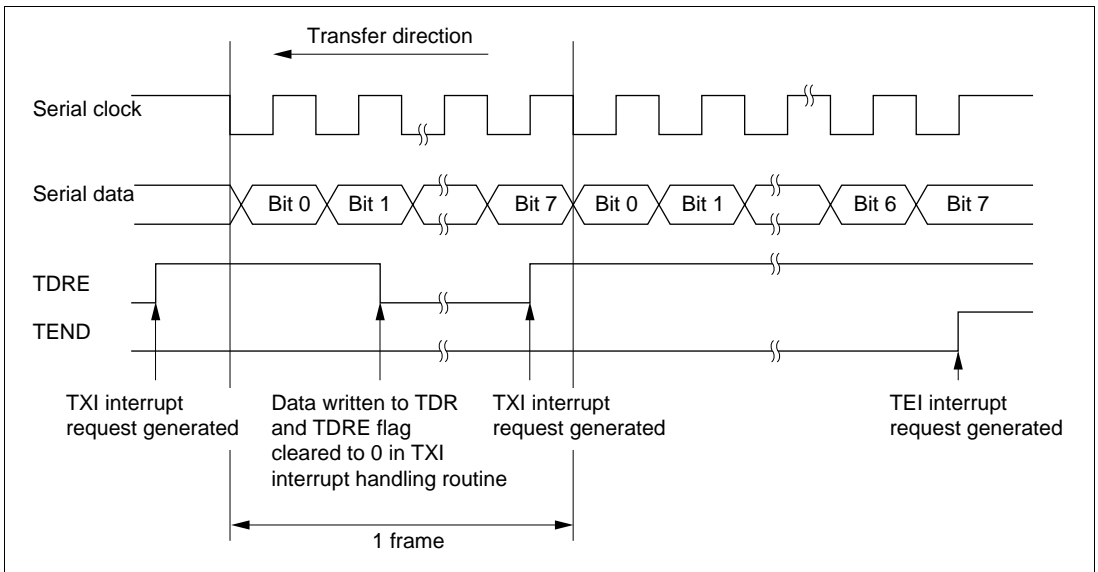 Transfer direction
Serial clock
Serial data
Bit 0 Bit 1 Bit 7 Bit 0 Bit 1 Bit 6 Bit 7
TDRE
TEND
TXI interrupt
request generated
Data written to TDR
and TDRE flag
cleared to 0 in TXI
interrupt handling routine
TXI interrupt
request generated
TEI interrupt
request generated
1 frame